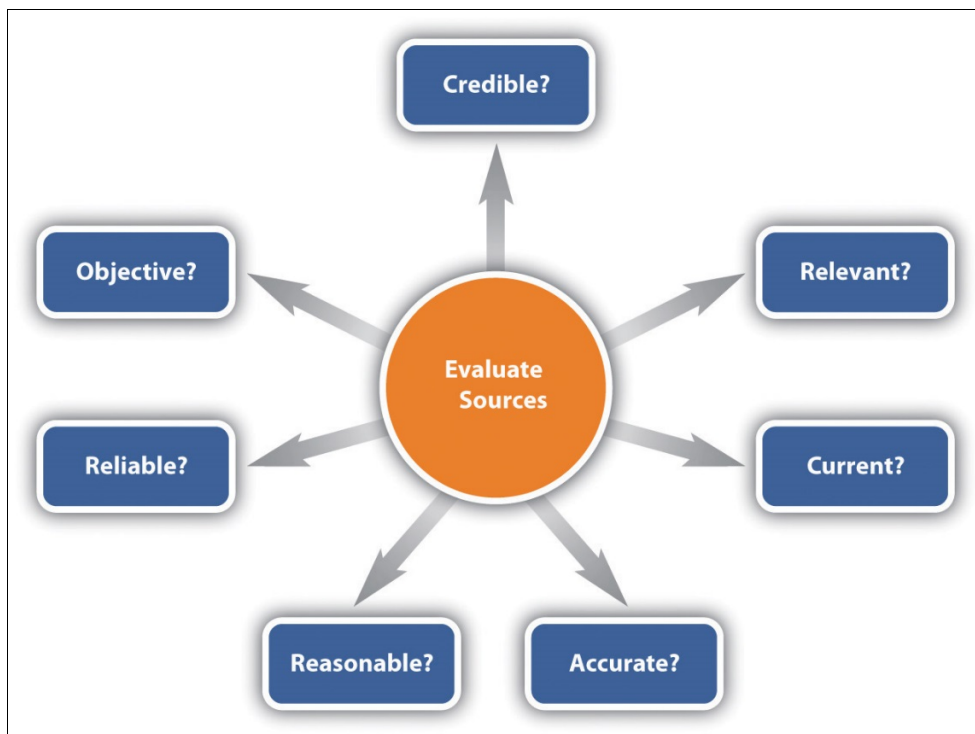 Credible?
Objective?
Relevant?
Evaluate
Sources
Reliable?
Current?
Reasonable?
Accurate?